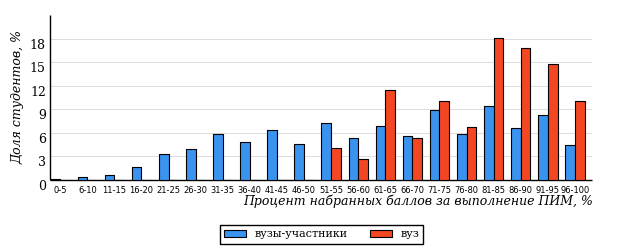 Доля студентов, %
18
15
12
9
6
3
0
0-5 6-10 11-15 16-20 21-25 26-30 31-35 36-40 41-45 46-50 51-55 56-60 61-65 66-70 71-75 76-80 81-85 86-90 91-95 96-100
Процент набранных баллов за выполнение ПИМ, %
вузы-участники вуз